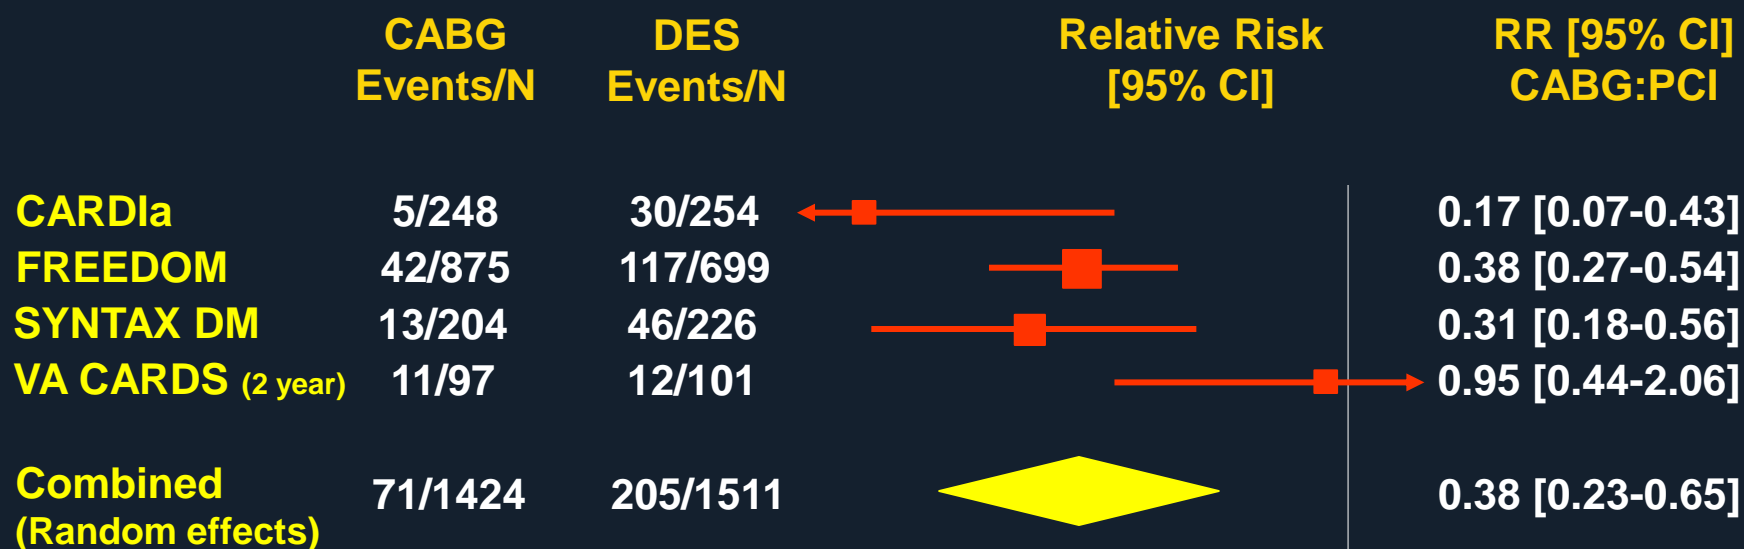 CABG Events/N DES Events/N Relative Risk [95% CI] RR [95% CI] CABG:PCI
CARDIa 5/248 30/254 0.17 [0.07-0.43]
FREEDOM 42/875 117/699 0.38 [0.27-0.54]
SYNTAX DM 13/204 46/226 0.31 [0.18-0.56]
VA CARDS (2 year) 11/97 12/101 0.95 [0.44-2.06]
Combined 71/1424 205/1511 0.38 [0.23-0.65]
(Random effects)